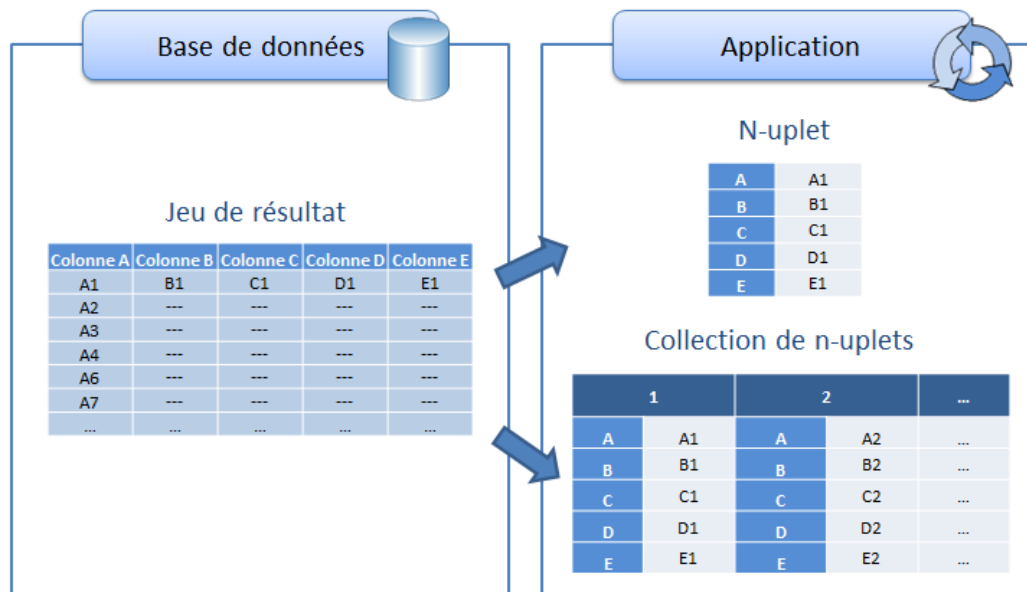 Base de données
Jeu de résultat
Colonne A Colonne B Colonne C Colonne D Colonne E
A1 B1 C1 D1 E1
A2 --- --- --- ---
A3 --- --- --- ---
A4 --- --- --- ---
A6 --- --- --- ---
A7 --- --- --- ---
... ... ... ... ...
Application
N-uplet
A A1
B B1
C C1
D D1
E E1
Collection de n-uplets
1 2 ...
A A1 A A2 ...
B B1 B B2 ...
C C1 C C2 ...
D D1 D D2 ...
E E1 E E2 ...